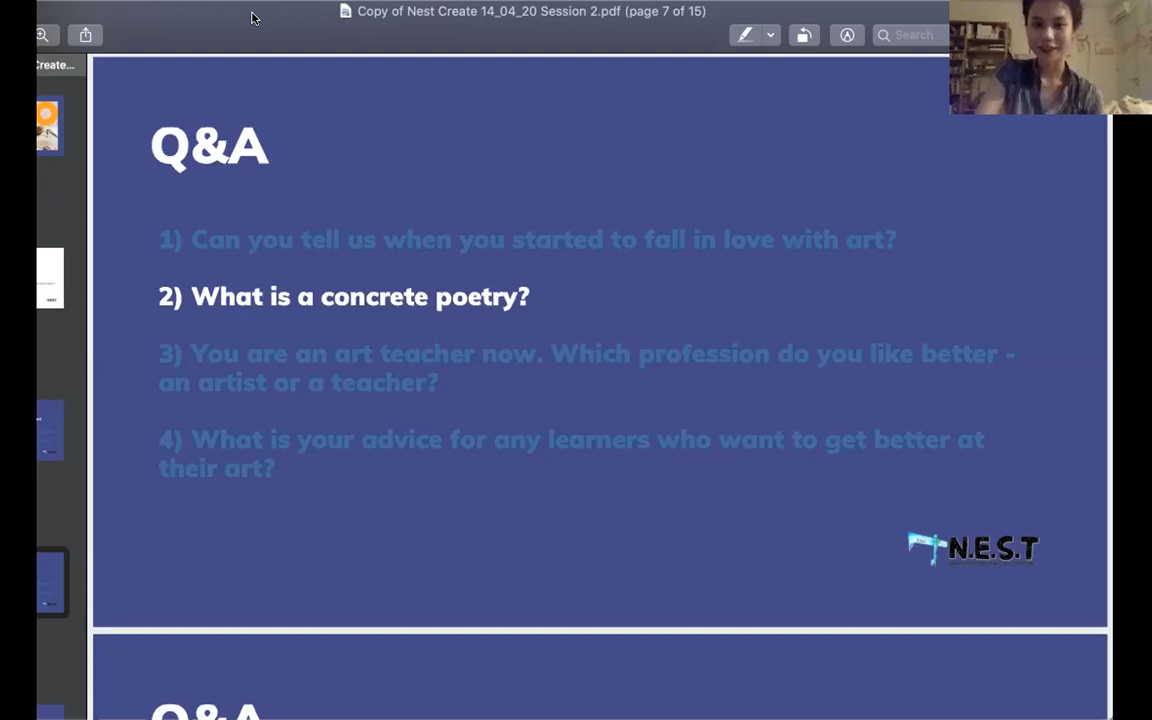 Copy of Nest Create 14_04_20 Session 2.pdf (page 7 of 15)
Search
Create...
Q&A
1) Can you tell us when you started to fall in love with art?
2) What is a concrete poetry?
3) You are an art teacher now. Which profession do you like better -
an artist or a teacher?
4) What is your advice for any learners who want to get better at
their art?
N.E.S.T
Q&A